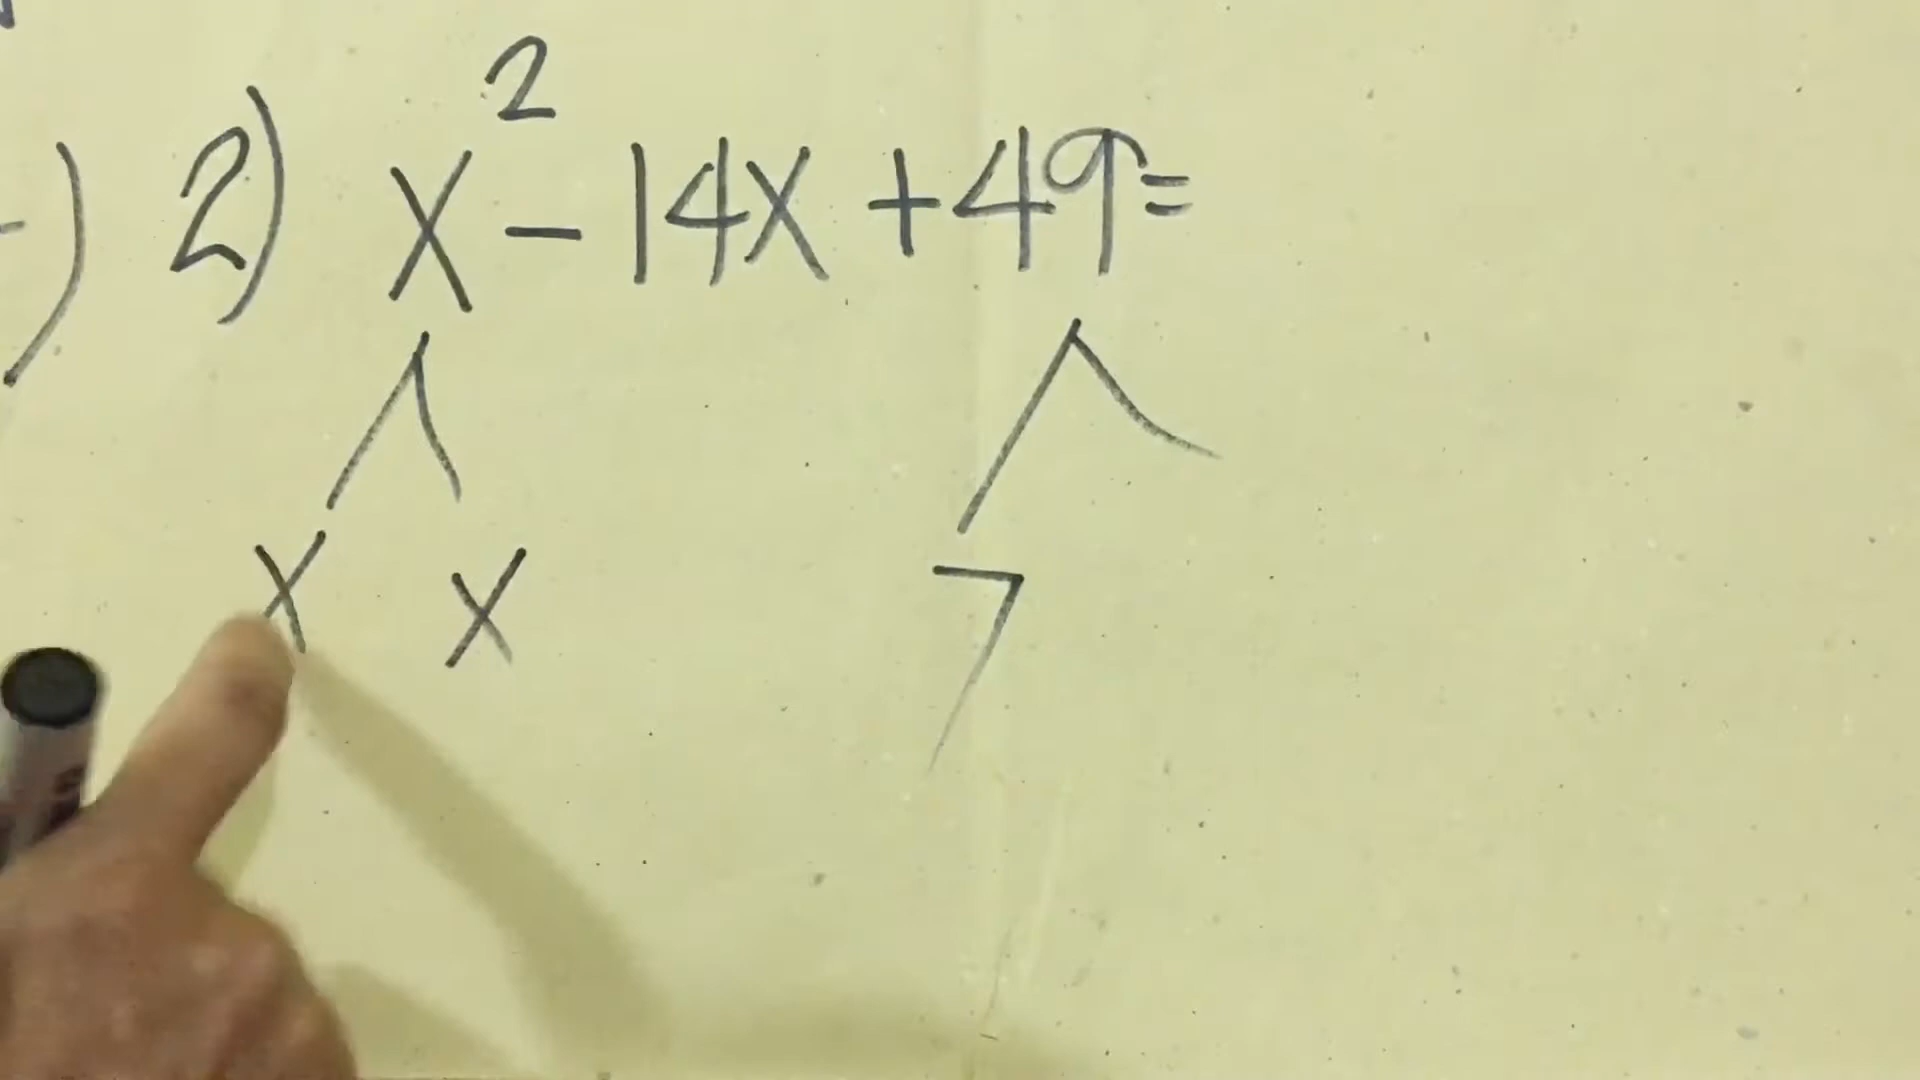 ) 2) x² - 14x + 49 =
x x 7